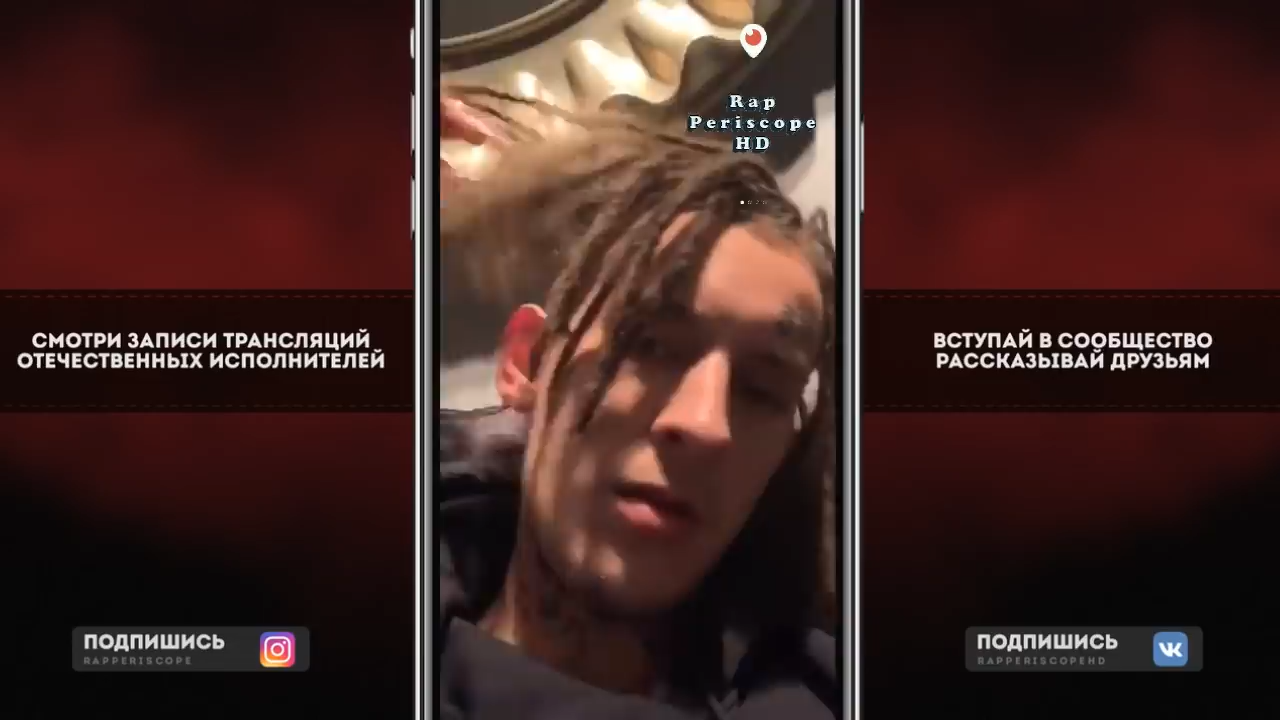 Rap
Periscope
HD
СМОТРИ ЗАПИСИ ТРАНСЛЯЦИЙ
ОТЕЧЕСТВЕННЫХ ИСПОЛНИТЕЛЕЙ
ВСТУПАЙ В СООБЩЕСТВО
РАССКАЗЫВАЙ ДРУЗЬЯМ
ПОДПИШИСЬ
RAPPERISCOPE
ПОДПИШИСЬ
RAPPERISCOPEHD